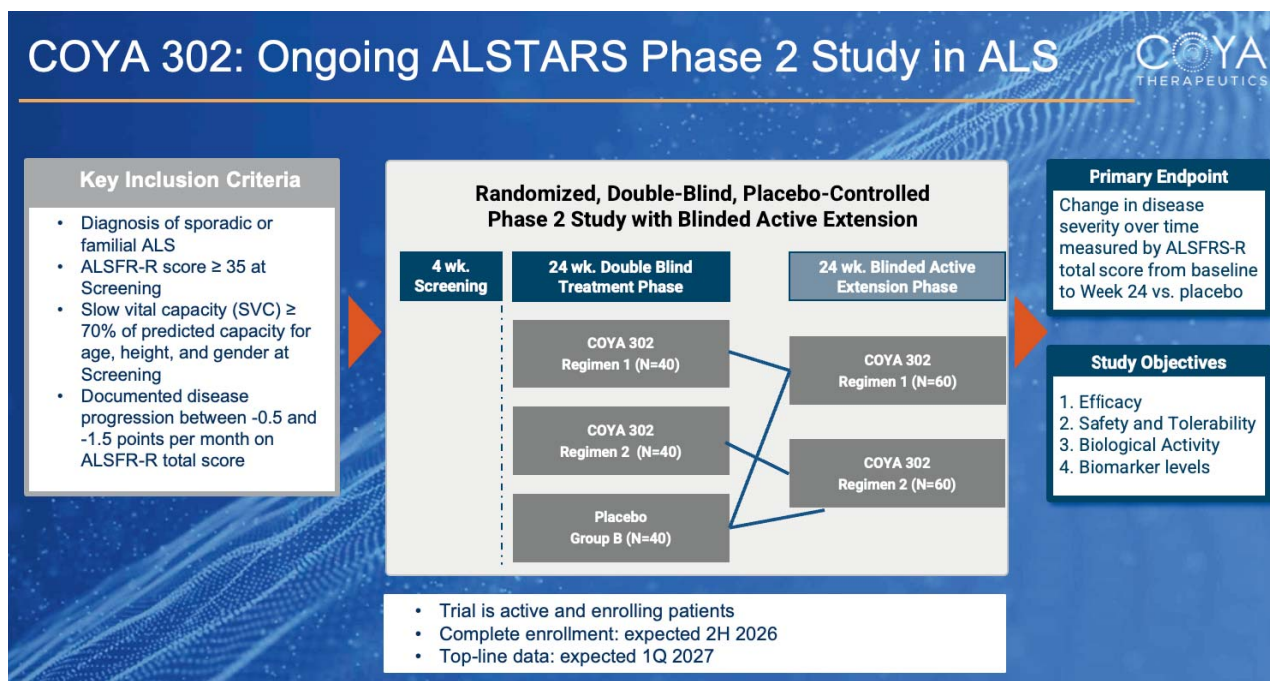 COYA 302: Ongoing ALSTARS Phase 2 Study in ALS
COYA
THERAPEUTICS
Key Inclusion Criteria
• Diagnosis of sporadic or
familial ALS
• ALSFR-R score ≥ 35 at
Screening
• Slow vital capacity (SVC) ≥
70% of predicted capacity for
age, height, and gender at
Screening
• Documented disease
progression between -0.5 and
-1.5 points per month on
ALSFR-R total score
Randomized, Double-Blind, Placebo-Controlled
Phase 2 Study with Blinded Active Extension
4 wk.
Screening
24 wk. Double Blind
Treatment Phase
24 wk. Blinded Active
Extension Phase
COYA 302
Regimen 1 (N=40)
COYA 302
Regimen 2 (N=40)
Placebo
Group B (N=40)
COYA 302
Regimen 1 (N=60)
COYA 302
Regimen 2 (N=60)
Primary Endpoint
Change in disease
severity over time
measured by ALSFRS-R
total score from baseline
to Week 24 vs. placebo
Study Objectives
1. Efficacy
2. Safety and Tolerability
3. Biological Activity
4. Biomarker levels
• Trial is active and enrolling patients
• Complete enrollment: expected 2H 2026
• Top-line data: expected 1Q 2027